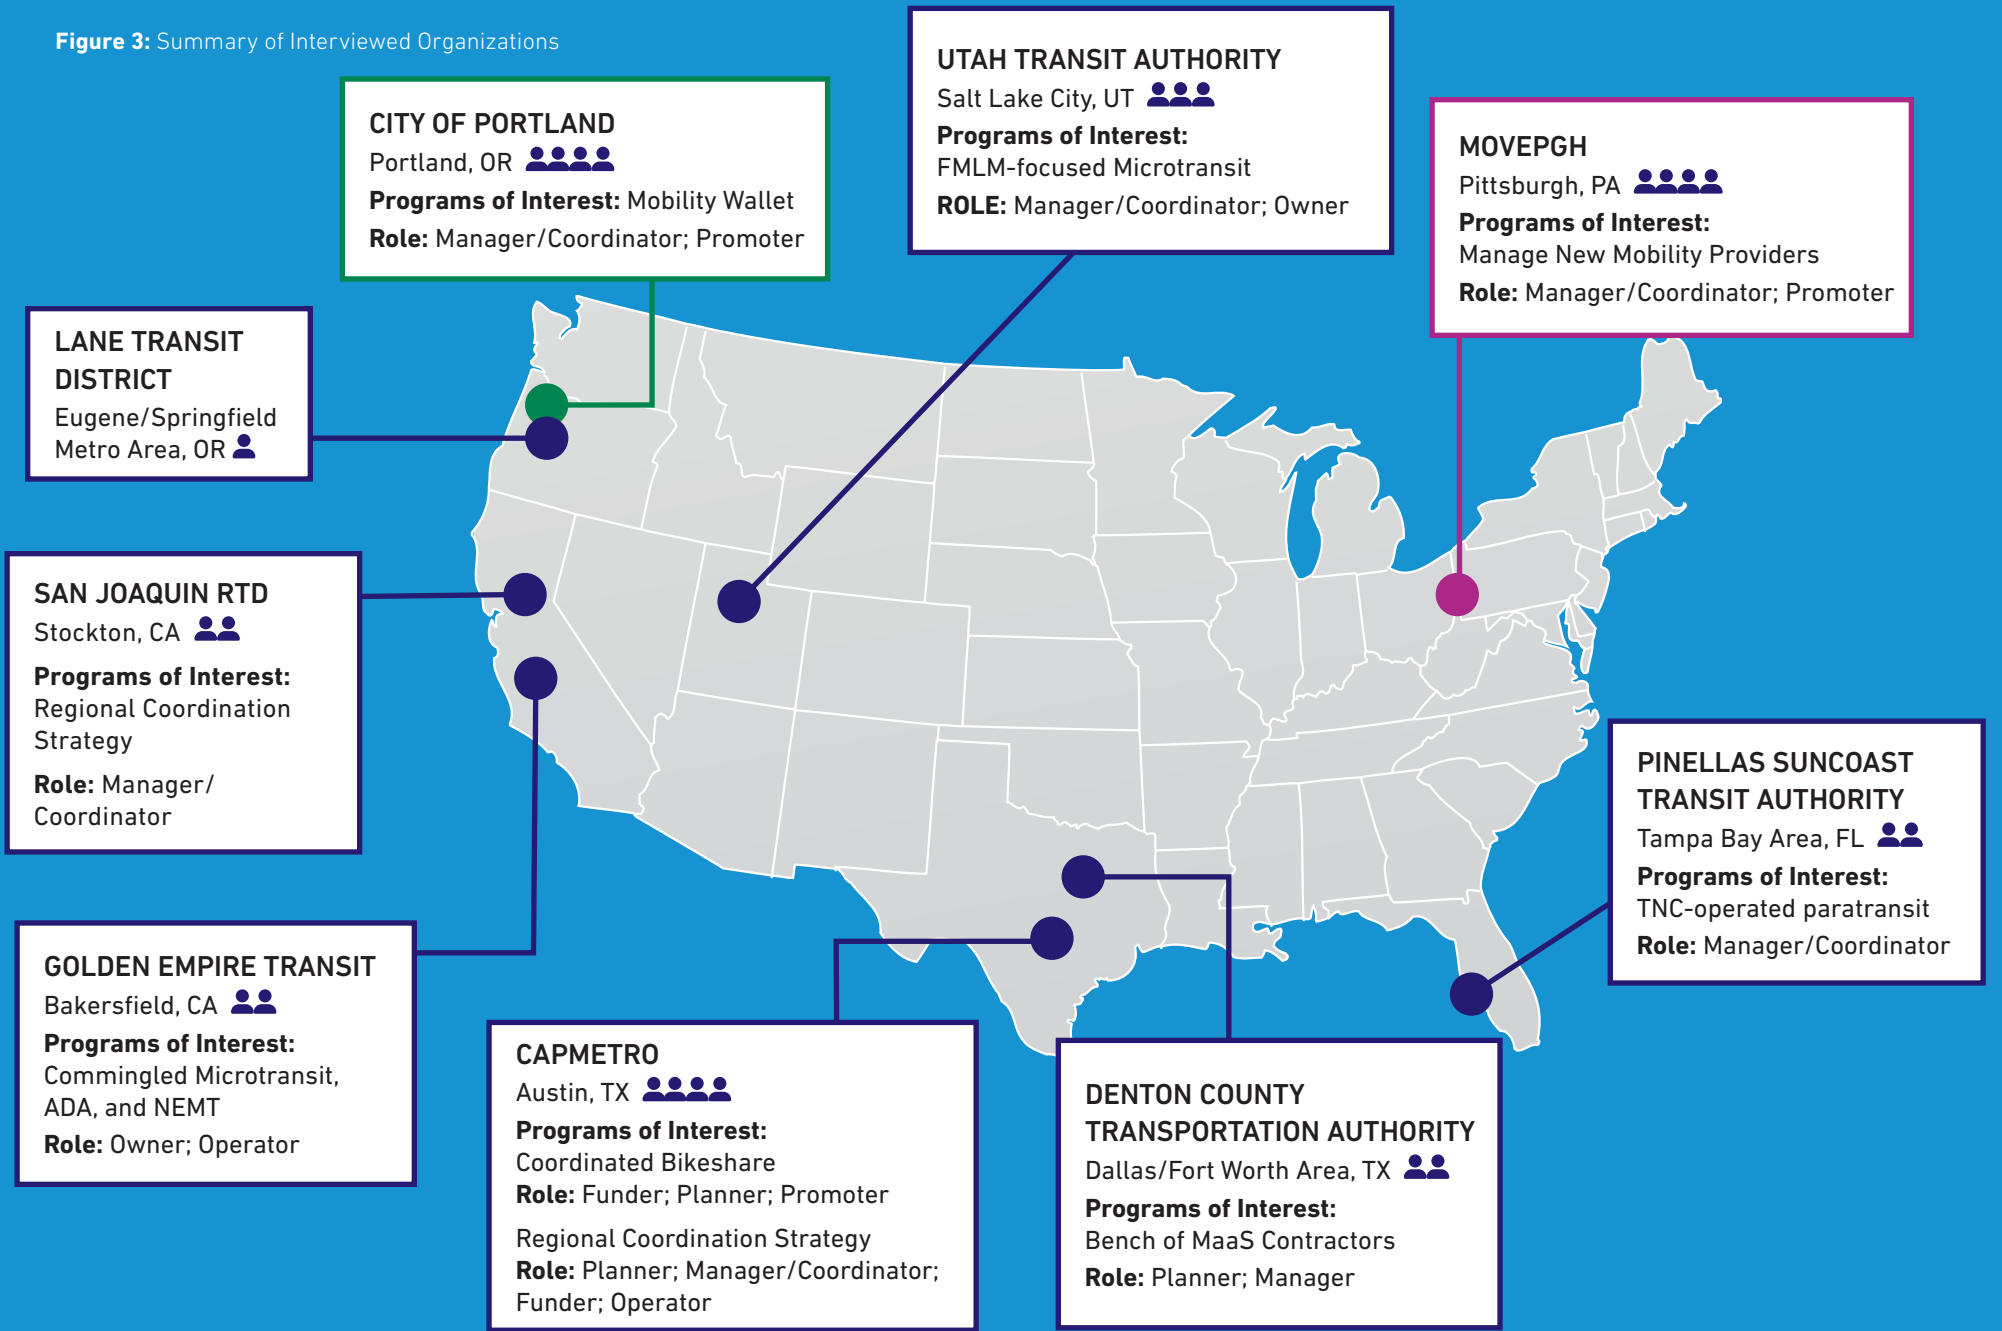 Figure 3: Summary of Interviewed Organizations
CITY OF PORTLAND
Portland, OR
Programs of Interest: Mobility Wallet
Role: Manager/Coordinator; Promoter
UTAH TRANSIT AUTHORITY
Salt Lake City, UT
Programs of Interest:
FMLM-focused Microtransit
ROLE: Manager/Coordinator; Owner
MOVEPGH
Pittsburgh, PA
Programs of Interest:
Manage New Mobility Providers
Role: Manager/Coordinator; Promoter
LANE TRANSIT
DISTRICT
Eugene/Springfield
Metro Area, OR
SAN JOAQUIN RTD
Stockton, CA
Programs of Interest:
Regional Coordination
Strategy
Role: Manager/
Coordinator
GOLDEN EMPIRE TRANSIT
Bakersfield, CA
Programs of Interest:
Commingled Microtransit,
ADA, and NEMT
Role: Owner; Operator
CAPMETRO
Austin, TX
Programs of Interest:
Coordinated Bikeshare
Role: Funder; Planner; Promoter
Regional Coordination Strategy
Role: Planner; Manager/Coordinator;
Funder; Operator
DENTON COUNTY
TRANSPORTATION AUTHORITY
Dallas/Fort Worth Area, TX
Programs of Interest:
Bench of MaaS Contractors
Role: Planner; Manager
PINELLAS SUNCOAST
TRANSIT AUTHORITY
Tampa Bay Area, FL
Programs of Interest:
TNC-operated paratransit
Role: Manager/Coordinator